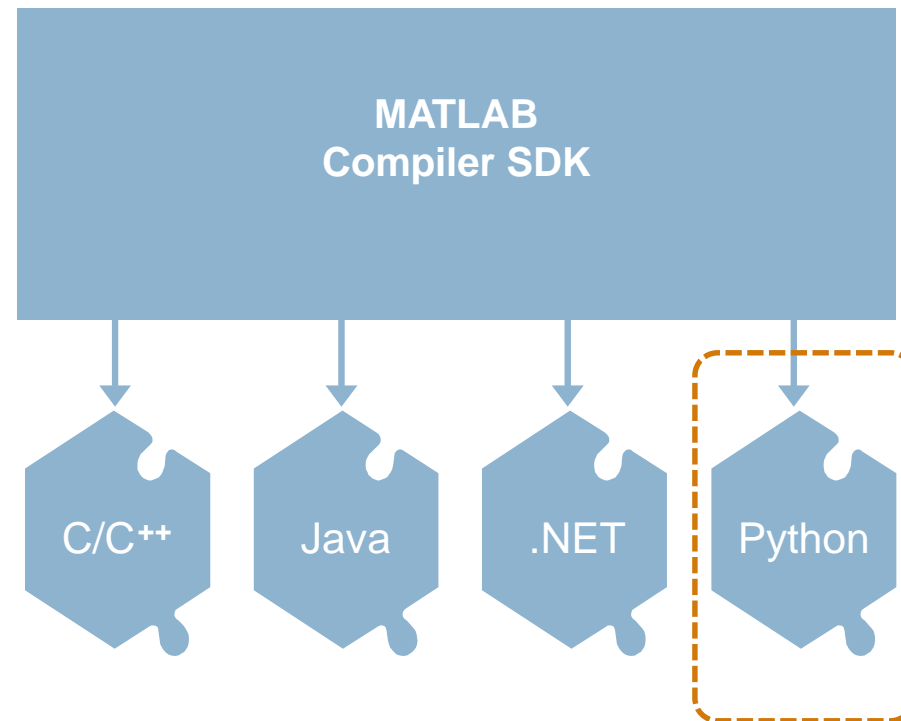 MATLAB
Compiler SDK
C/C++
Java
.NET
Python